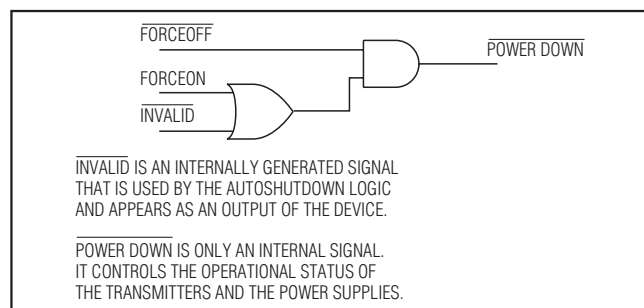 FORCEOFF
POWER DOWN
FORCEON
INVALID
INVALID IS AN INTERNALLY GENERATED SIGNAL
THAT IS USED BY THE AUTOSHUTDOWN LOGIC
AND APPEARS AS AN OUTPUT OF THE DEVICE.
POWER DOWN IS ONLY AN INTERNAL SIGNAL.
IT CONTROLS THE OPERATIONAL STATUS OF
THE TRANSMITTERS AND THE POWER SUPPLIES.